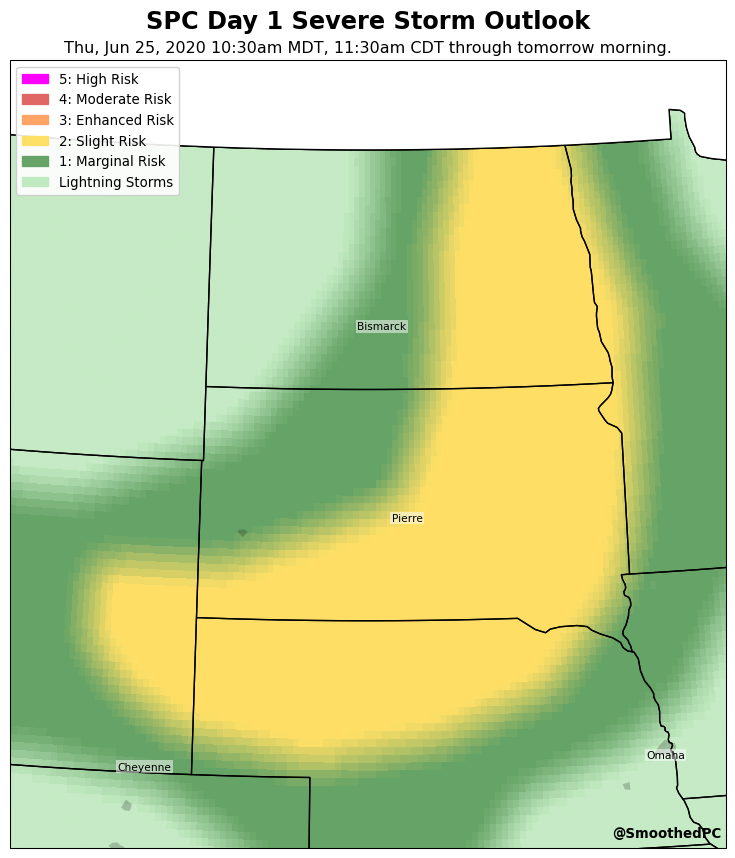 SPC Day 1 Severe Storm Outlook
Thu, Jun 25, 2020 10:30am MDT, 11:30am CDT through tomorrow morning.
5: High Risk
4: Moderate Risk
3: Enhanced Risk
2: Slight Risk
1: Marginal Risk
Lightning Storms
Bismarck
Pierre
Omaha
Cheyenne
@SmoothedPC